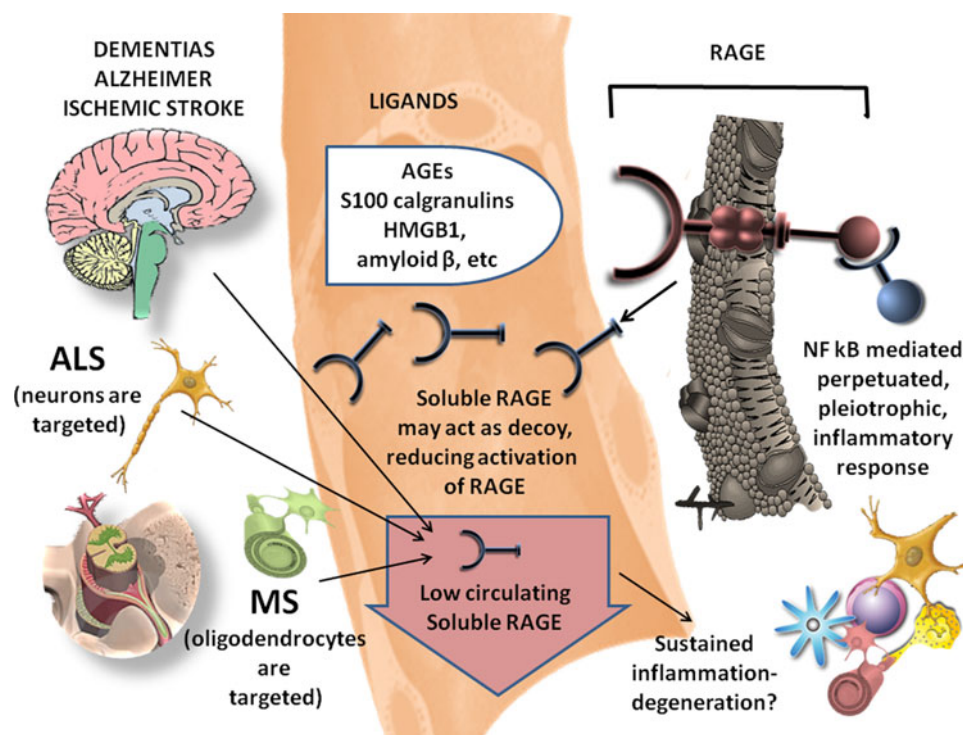 DEMENTIAS
ALZHEIMER
ISCHEMIC STROKE
LIGANDS
RAGE
AGEs
S100 calgranulins
HMGB1,
amyloid β, etc
ALS
(neurons are
targeted)
Soluble RAGE
may act as decoy,
reducing activation
of RAGE
NF kB mediated
perpetuated,
pleiotrophic,
inflammatory
response
MS
(oligodendrocytes
are
targeted)
Low circulating
Soluble RAGE
Sustained
inflammation-
degeneration?